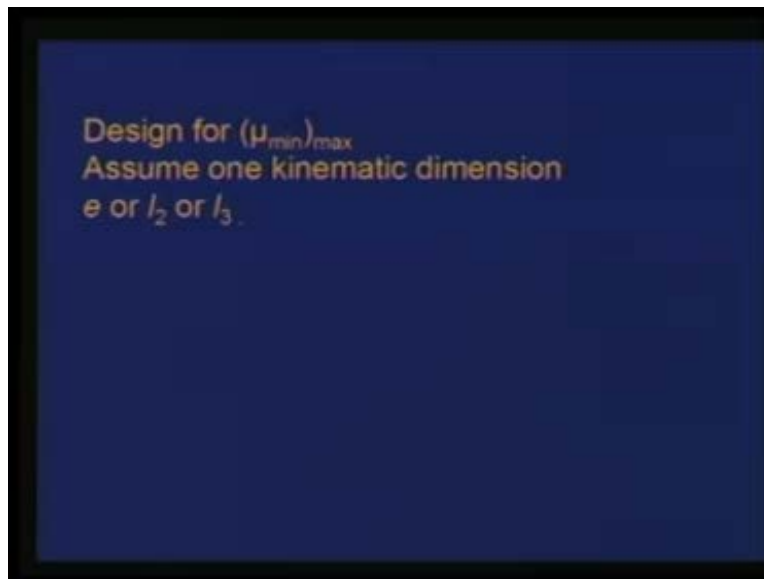 Design for (μmin)max
Assume one kinematic dimension
e or l2 or l3 .